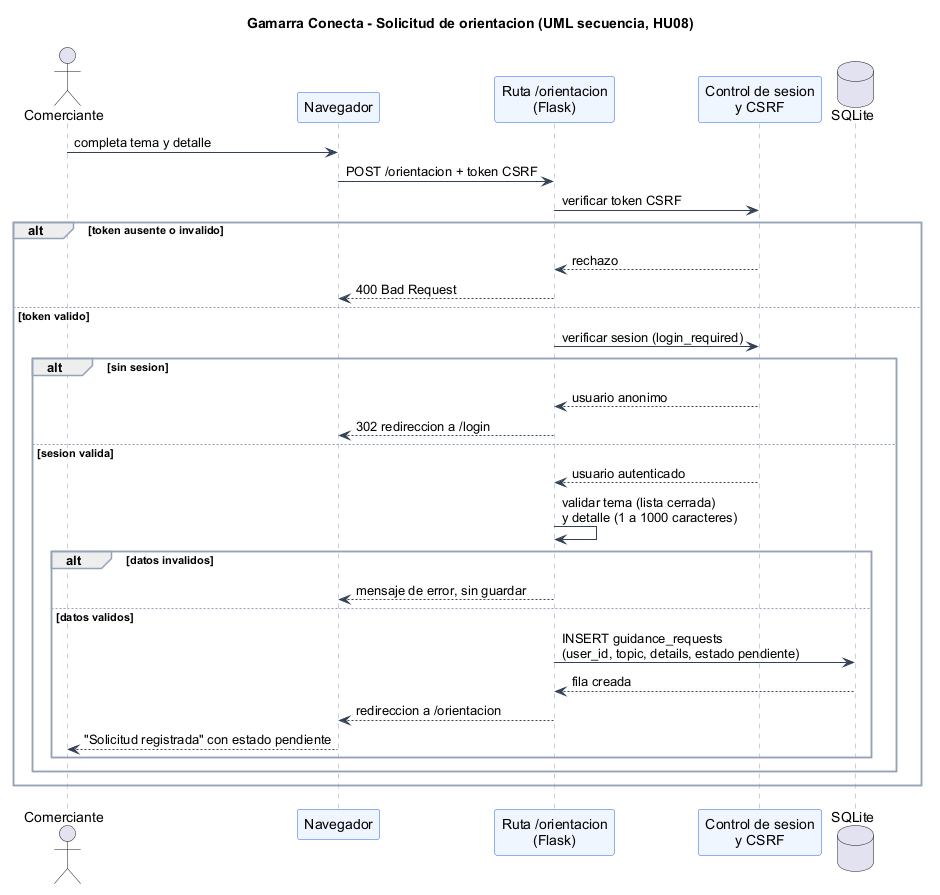 Gamarra Conecta - Solicitud de orientacion (UML secuencia, HU08)
Comerciante
Navegador
Ruta /orientacion
(Flask)
Control de sesion
y CSRF
SQLite
completa tema y detalle
POST /orientacion + token CSRF
verificar token CSRF
alt
[token ausente o invalido]
rechazo
400 Bad Request
[token valido]
verificar sesion (login_required)
alt
[sin sesion]
usuario anonimo
302 redireccion a /login
[sesion valida]
usuario autenticado
validar tema (lista cerrada)
y detalle (1 a 1000 caracteres)
alt
[datos invalidos]
mensaje de error, sin guardar
[datos validos]
INSERT guidance_requests
(user_id, topic, details, estado pendiente)
fila creada
redireccion a /orientacion
"Solicitud registrada" con estado pendiente
Comerciante
Navegador
Ruta /orientacion
(Flask)
Control de sesion
y CSRF
SQLite